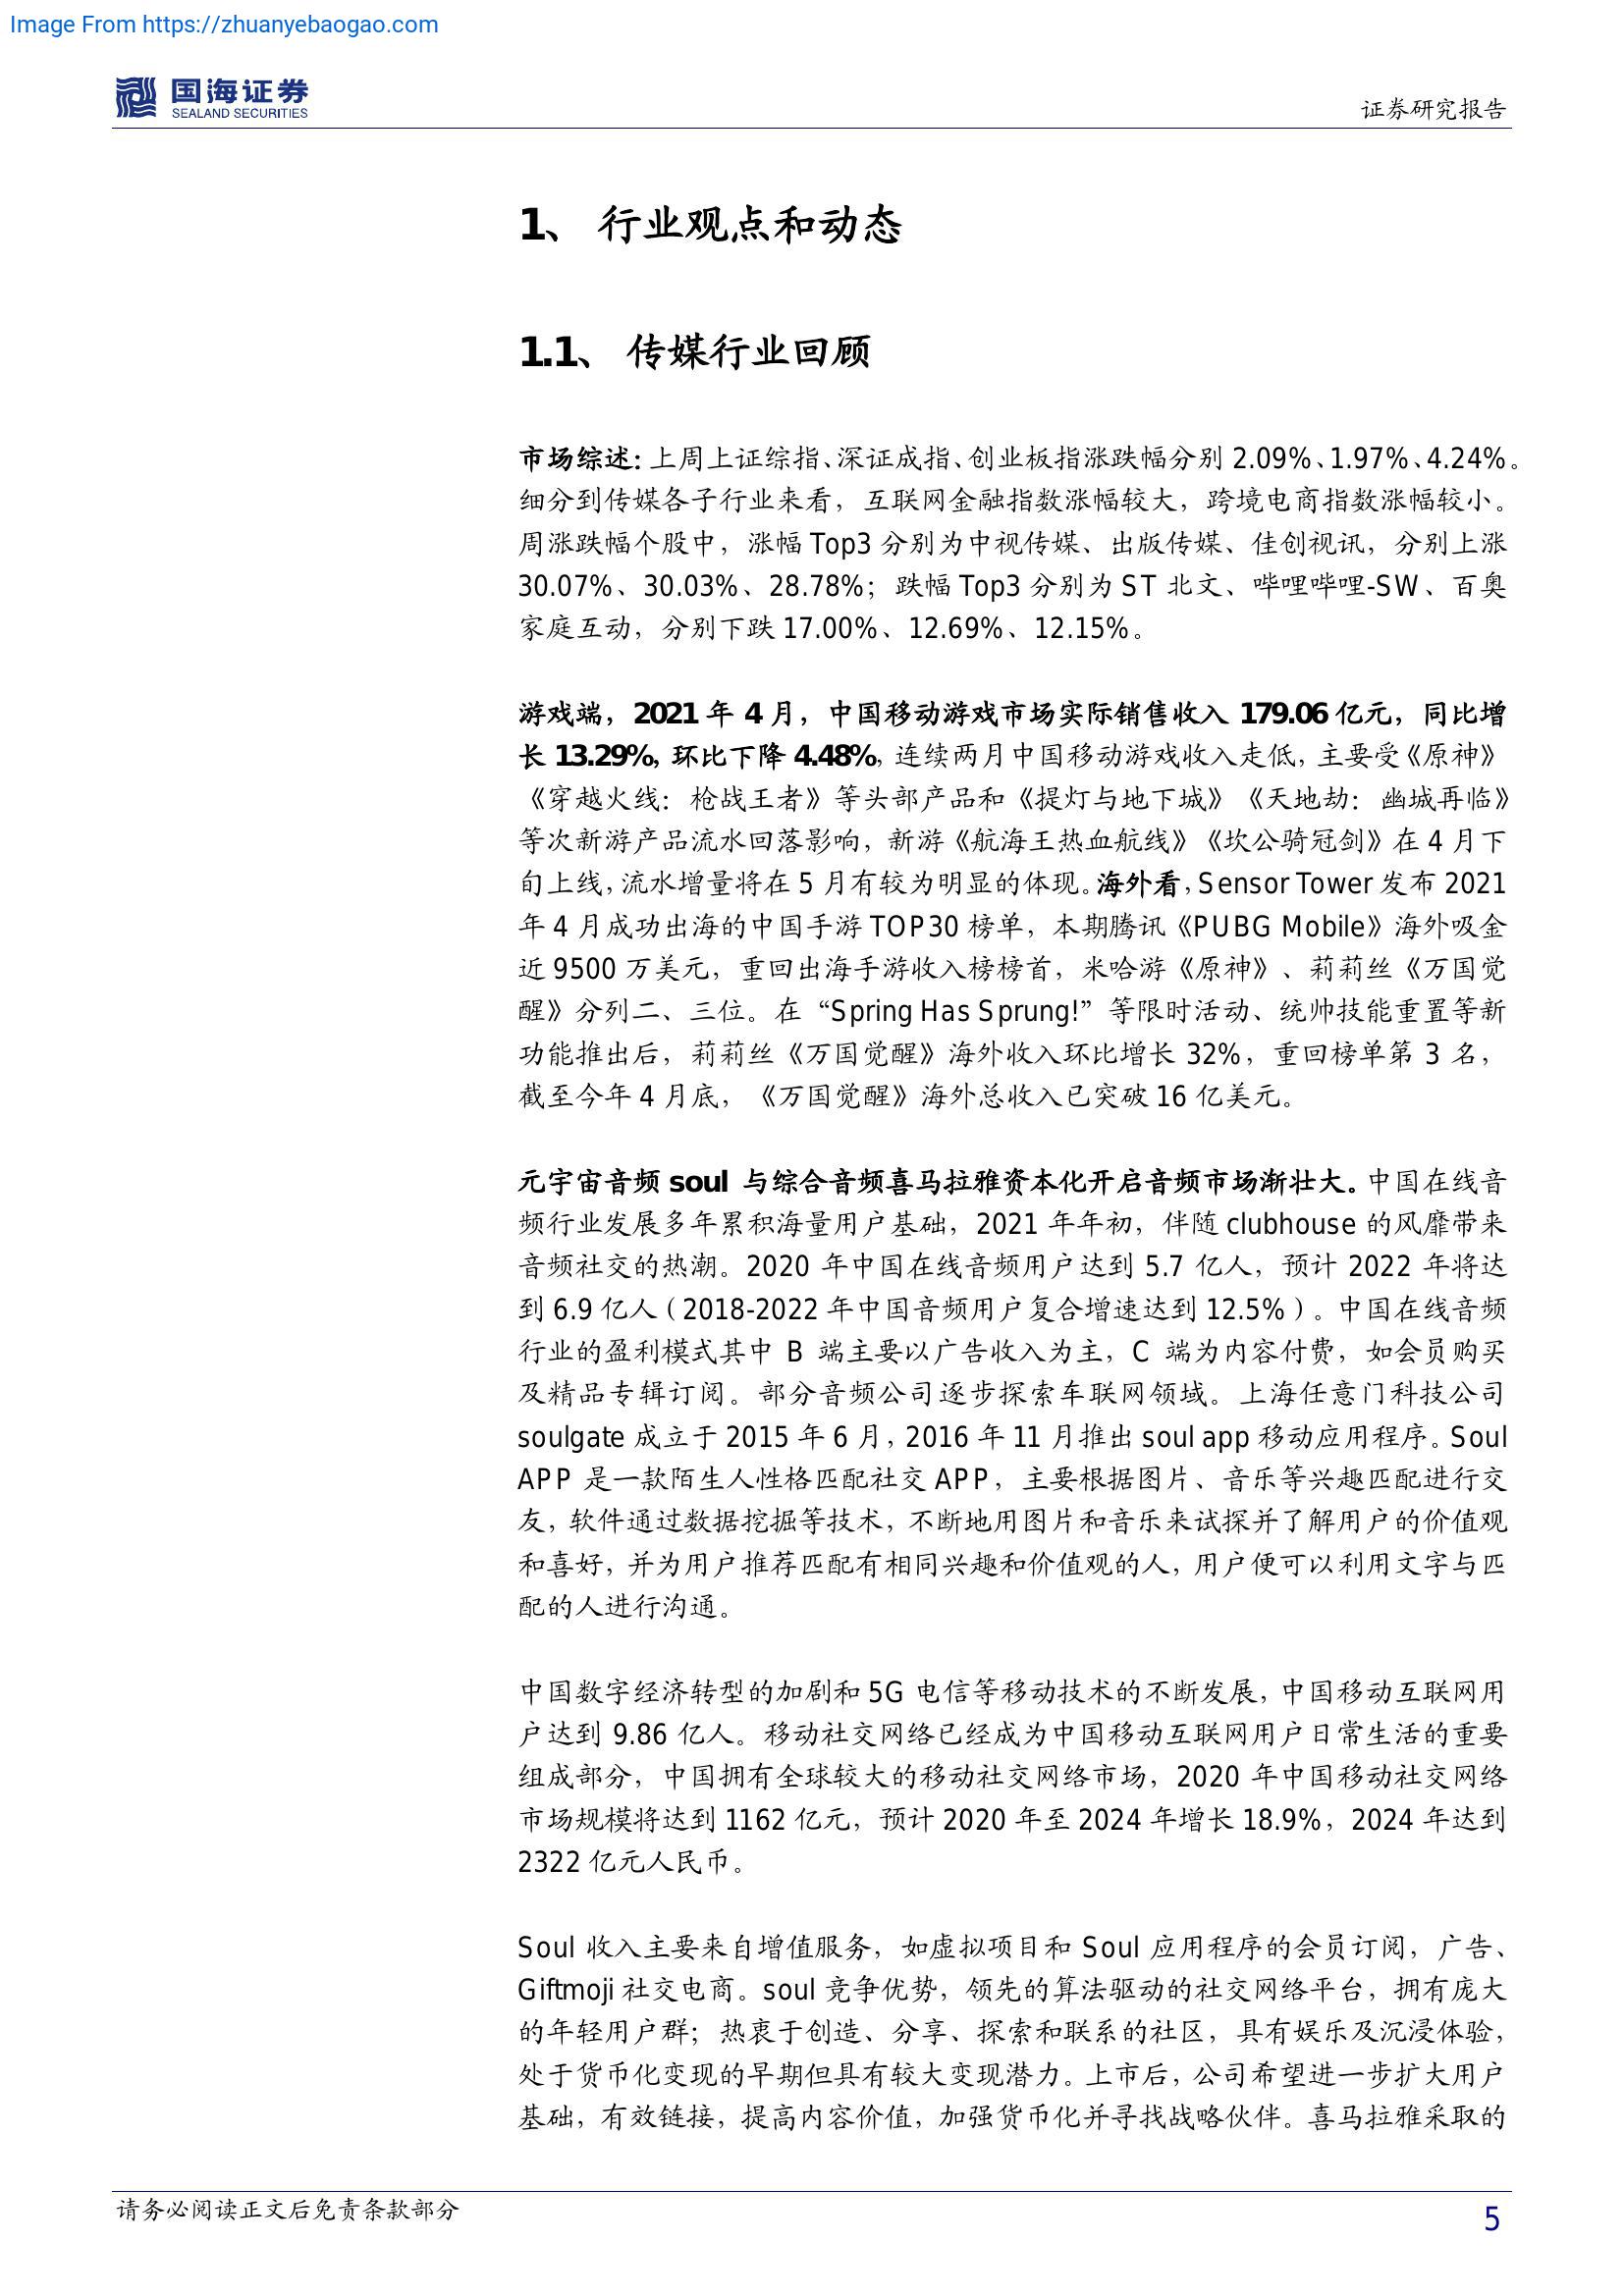 Image From https://zhuanyebaogao.com
国海证券
SEALAND SECURITIES
证券研究报告
1、 行业观点和动态
1.1、 传媒行业回顾
市场综述：上周上证综指、深证成指、创业板指涨跌幅分别 2.09%、1.97%、4.24%。
细分到传媒各子行业来看，互联网金融指数涨幅较大，跨境电商指数涨幅较小。
周涨跌幅个股中，涨幅 Top3 分别为中视传媒、出版传媒、佳创视讯，分别上涨
30.07%、30.03%、28.78%；跌幅 Top3 分别为 ST 北文、哔哩哔哩-SW、百奥
家庭互动，分别下跌 17.00%、12.69%、12.15%。
游戏端，2021 年 4 月，中国移动游戏市场实际销售收入 179.06 亿元，同比增
长 13.29%，环比下降 4.48%，连续两月中国移动游戏收入走低，主要受《原神》
《穿越火线：枪战王者》等头部产品和《提灯与地下城》《天地劫：幽城再临》
等次新游产品流水回落影响，新游《航海王热血航线》《坎公骑冠剑》在 4 月下
旬上线，流水增量将在 5 月有较为明显的体现。海外看，Sensor Tower 发布 2021
年 4 月成功出海的中国手游 TOP30 榜单，本期腾讯《PUBG Mobile》海外吸金
近 9500 万美元，重回出海手游收入榜榜首，米哈游《原神》、莉莉丝《万国觉
醒》分列二、三位。在“Spring Has Sprung!”等限时活动、统帅技能重置等新
功能推出后，莉莉丝《万国觉醒》海外收入环比增长 32%，重回榜单第 3 名，
截至今年 4 月底，《万国觉醒》海外总收入已突破 16 亿美元。
元宇宙音频 soul 与综合音频喜马拉雅资本化开启音频市场渐壮大。中国在线音
频行业发展多年累积海量用户基础，2021 年年初，伴随 clubhouse 的风靡带来
音频社交的热潮。2020 年中国在线音频用户达到 5.7 亿人，预计 2022 年将达
到 6.9 亿人（2018-2022 年中国音频用户复合增速达到 12.5%）。中国在线音频
行业的盈利模式其中 B 端主要以广告收入为主，C 端为内容付费，如会员购买
及精品专辑订阅。部分音频公司逐步探索车联网领域。上海任意门科技公司
soulgate 成立于 2015 年 6 月，2016 年 11 月推出 soul app 移动应用程序。Soul
APP 是一款陌生人性格匹配社交 APP，主要根据图片、音乐等兴趣匹配进行交
友，软件通过数据挖掘等技术，不断地用图片和音乐来试探并了解用户的价值观
和喜好，并为用户推荐匹配有相同兴趣和价值观的人，用户便可以利用文字与匹
配的人进行沟通。
中国数字经济转型的加剧和 5G 电信等移动技术的不断发展，中国移动互联网用
户达到 9.86 亿人。移动社交网络已经成为中国移动互联网用户日常生活的重要
组成部分，中国拥有全球较大的移动社交网络市场，2020 年中国移动社交网络
市场规模将达到 1162 亿元，预计 2020 年至 2024 年增长 18.9%，2024 年达到
2322 亿元人民币。
Soul 收入主要来自增值服务，如虚拟项目和 Soul 应用程序的会员订阅，广告、
Giftmoji 社交电商。soul 竞争优势，领先的算法驱动的社交网络平台，拥有庞大
的年轻用户群；热衷于创造、分享、探索和联系的社区，具有娱乐及沉浸体验，
处于货币化变现的早期但具有较大变现潜力。上市后，公司希望进一步扩大用户
基础，有效链接，提高内容价值，加强货币化并寻找战略伙伴。喜马拉雅采取的
请务必阅读正文后免责条款部分
5